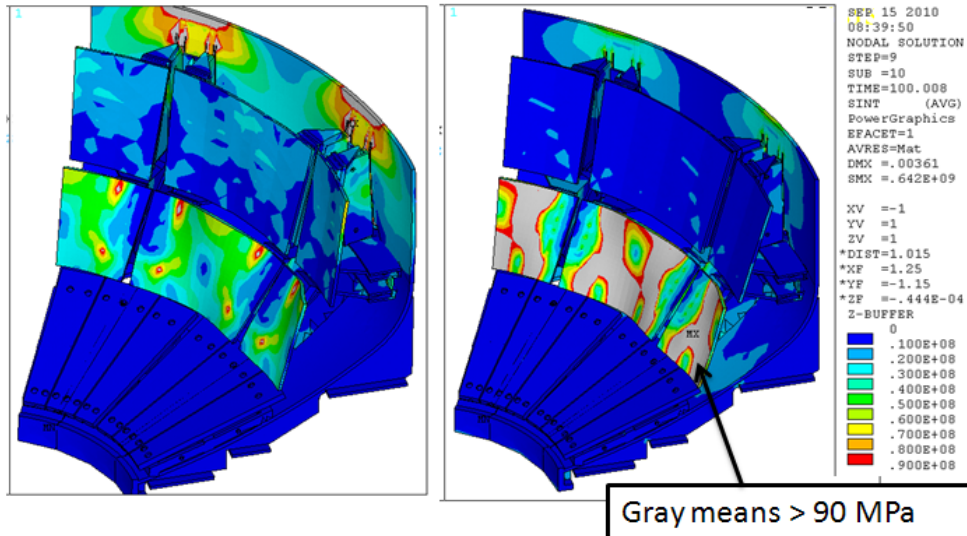 1
1
SEP 15 2010
08:39:50
NODAL SOLUTION
STEP=9
SUB =10
TIME=100.008
SINT (AVG)
PowerGraphics
EFACET=1
AVRES=Mat
DMX =.00361
SMX =.642E+09
XV =-1
YV =1
ZV =1
*DIST=1.015
*XF =1.25
*YF =-1.15
*ZF =-.444E-04
Z-BUFFER
0
.100E+08
.200E+08
.300E+08
.400E+08
.500E+08
.600E+08
.700E+08
.800E+08
.900E+08
MX
Gray means > 90 MPa